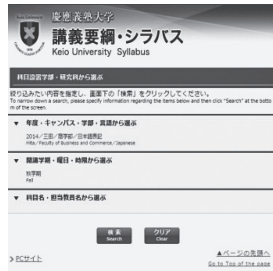 慶應義塾大学
講義要綱・シラバス
Keio University Syllabus
科目設置学部・研究科から選ぶ
絞り込みたい内容を指定し、画面下の「検索」をクリックしてください。
To narrow down a search, please specify information regarding the items below and then click "Search" at the botto
m of the screen.
▼ 年度・キャンパス・学部・言語から選ぶ
2014／三田／商学部／日本語表記
Mita／Faculty of Business and Commerce／Japanese
▼ 開講学期・曜日・時限から選ぶ
秋学期
Fall
▼ 科目名・担当教員名から選ぶ
検索 クリア
Search Clear
▲ページの先頭へ
> PCサイト Go to Top of the page